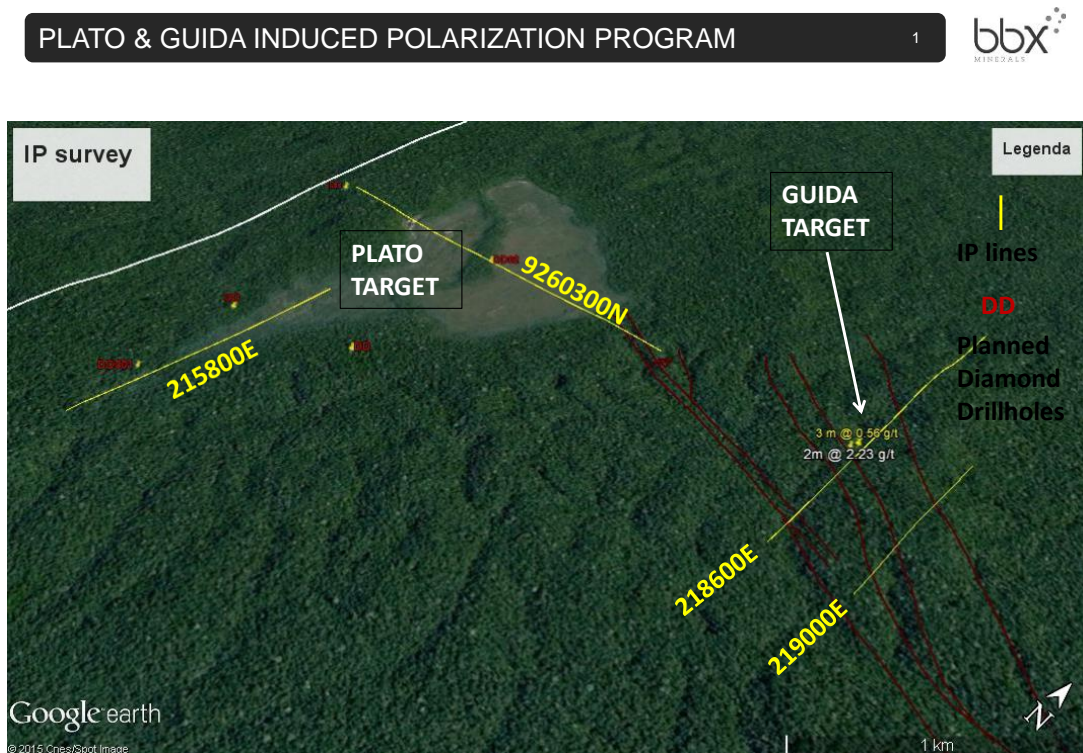 PLATO & GUIDA INDUCED POLARIZATION PROGRAM
1
bbx
MINERALS
IP survey
Legenda
GUIDA
TARGET
IP lines
PLATO
TARGET
9260300N
DD
Planned
Diamond
Drillholes
215800E
3 m @ 0.56 g/t
2m @ 2.23 g/t
218600E
219000E
N
Google earth
© 2015 Cnes/Spot Image
1 km